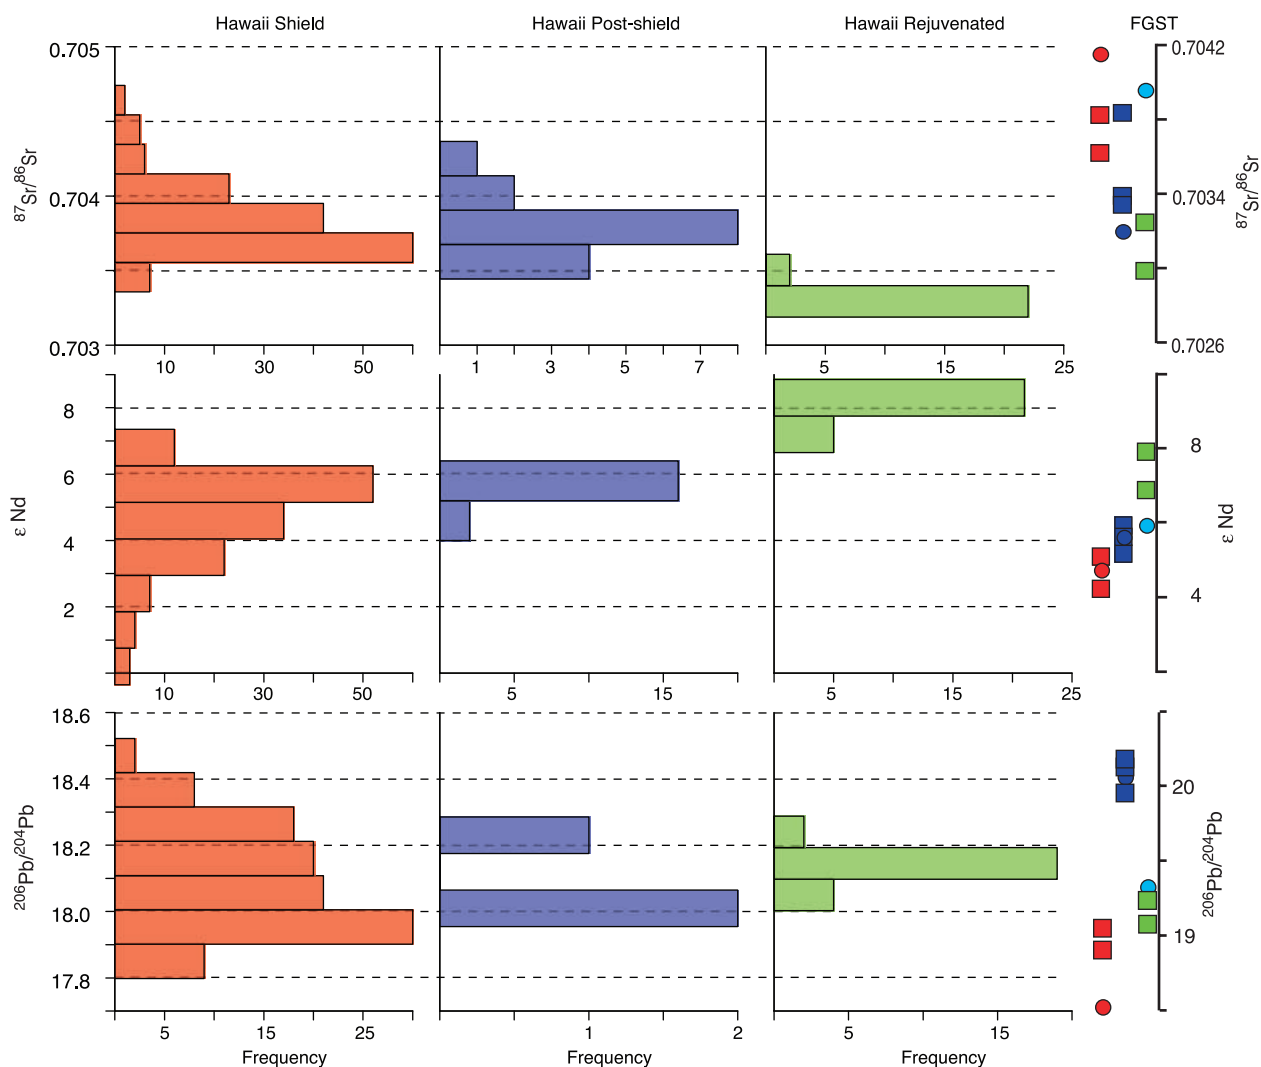 Hawaii Shield Hawaii Post-shield Hawaii Rejuvenated FGST
0.705 0.7042
87Sr/86Sr 0.704 0.7034 87Sr/86Sr
0.703 0.7026
10 30 50 1 3 5 7 5 15 25
8
6 8
ε Nd ε Nd
4 4
2
10 30 50 5 15 2 5 15 25
18.6
18.4 20
206Pb/204Pb 18.2 206Pb/204Pb
18.0 19
17.8
5 15 25 1 2 5 15
Frequency Frequency Frequency